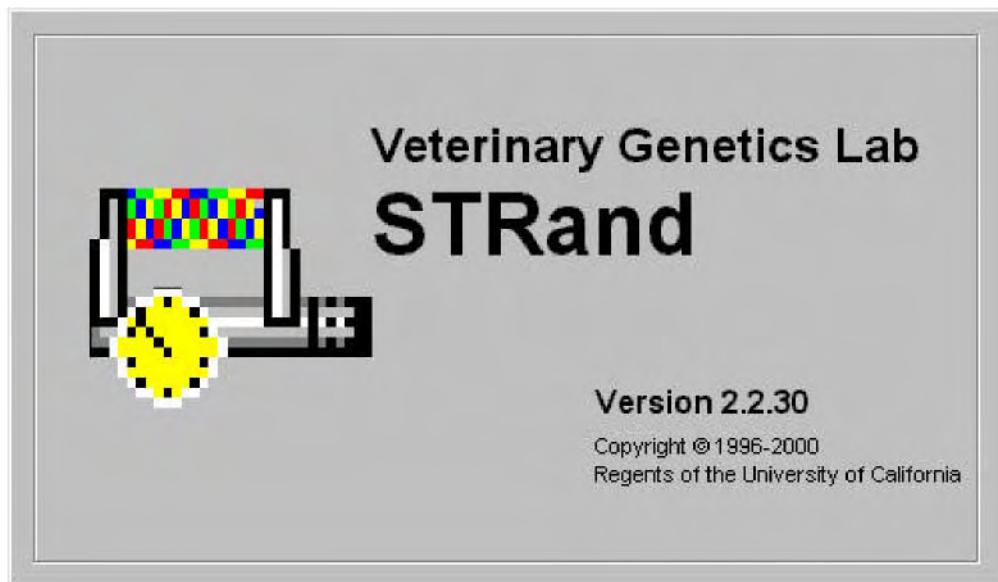 Veterinary Genetics Lab
STRand
Version 2.2.30
Copyright © 1996-2000
Regents of the University of California